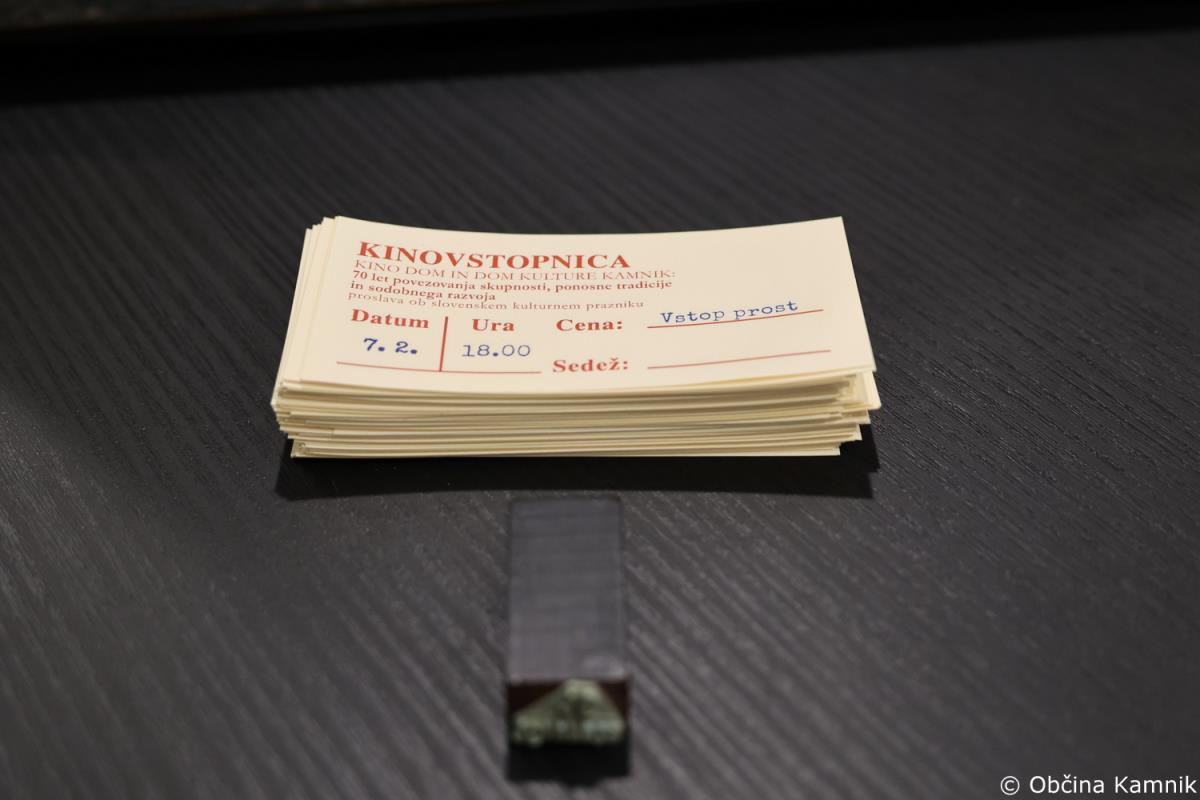 KINOVSTOPNICA
KINO DOM IN DOM KULTURE KAMNIK:
70 let povezovanja skupnosti, ponosne tradicije
in sodobnega razvoja
proslava ob slovenskem kulturnem prazniku
Datum Ura Cena: Vstop prost
7. 2. 18.00
Sedež:
© Občina Kamnik